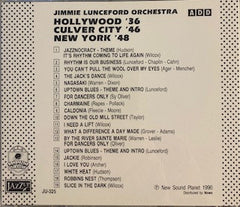 JIMMIE LUNCEFORD ORCHESTRA
ADD
HOLLYWOOD '36
CULVER CITY '46
NEW YORK '48
JAZZNOCRACY - THEME (Hudson)
IT'S RHYTHM COMING TO LIFE AGAIN (Wilcox)
RHYTHM IS OUR BUSINESS (Lunceford - Chaplin - Cahn)
YOU CAN'T PULL THE WOOL OVER MY EYES (Ager - Mencher)
THE JACK'S DANCE (Wilcox)
NAGASAKI (Warren - Dixon)
UPTOWN BLUES - THEME AND INTRO (Lunceford)
FOR DANCERS ONLY (Sy Oliver)
CHARMAINE (Rapee - Pollack)
CALEDONIA (Moore)
DOWN THE OLD MILL STREET (Taylor)
I NEED A LIFT (Wilcox)
WHAT A DIFFERENCE A DAY MADE (Grever - Adams)
BY THE RIVER SAINTE MARIE (Leslie - Warren)
FOR DANCERS ONLY (Oliver)
UPTOWN BLUES - THEME AND INTRO (Lunceford)
JACKIE (Robinson)
I LOVE YOU (Archer)
WHAM (Heath)
ROBBINS NEST (Thompson)
SLICE IN THE DARK (Wilcox)
JAZZ
JU-325
℗ New Sound Planet 1990